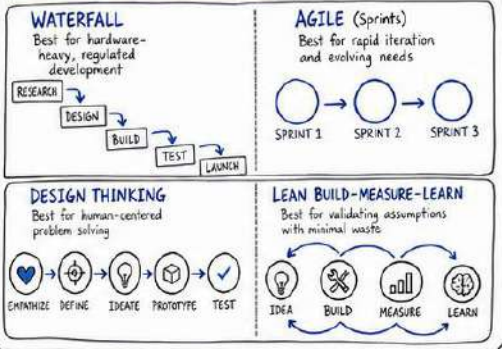 WATERFALL
Best for hardware-
heavy, regulated
development
RESEARCH
DESIGN
BUILD
TEST
LAUNCH
AGILE (Sprints)
Best for rapid iteration
and evolving needs
SPRINT 1 SPRINT 2 SPRINT 3
DESIGN THINKING
Best for human-centered
problem solving
EMPATHIZE DEFINE IDEATE PROTOTYPE TEST
LEAN BUILD-MEASURE-LEARN
Best for validating assumptions
with minimal waste
IDEA BUILD MEASURE LEARN